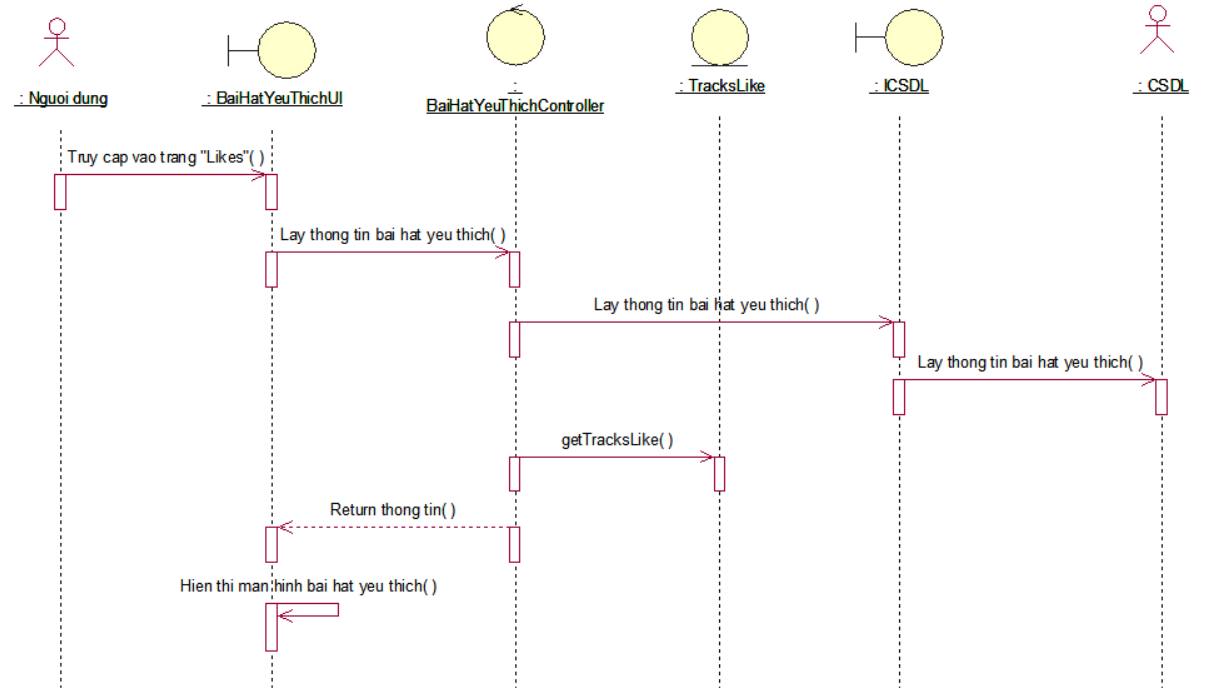 : Nguoi dung
: BaiHatYeuThichUI
:
BaiHatYeuThichController
: TracksLike
: ICSDL
: CSDL
Truy cap vao trang "Likes"( )
Lay thong tin bai hat yeu thich( )
Lay thong tin bai hat yeu thich( )
Lay thong tin bai hat yeu thich( )
getTracksLike( )
Return thong tin( )
Hien thi man hinh bai hat yeu thich( )